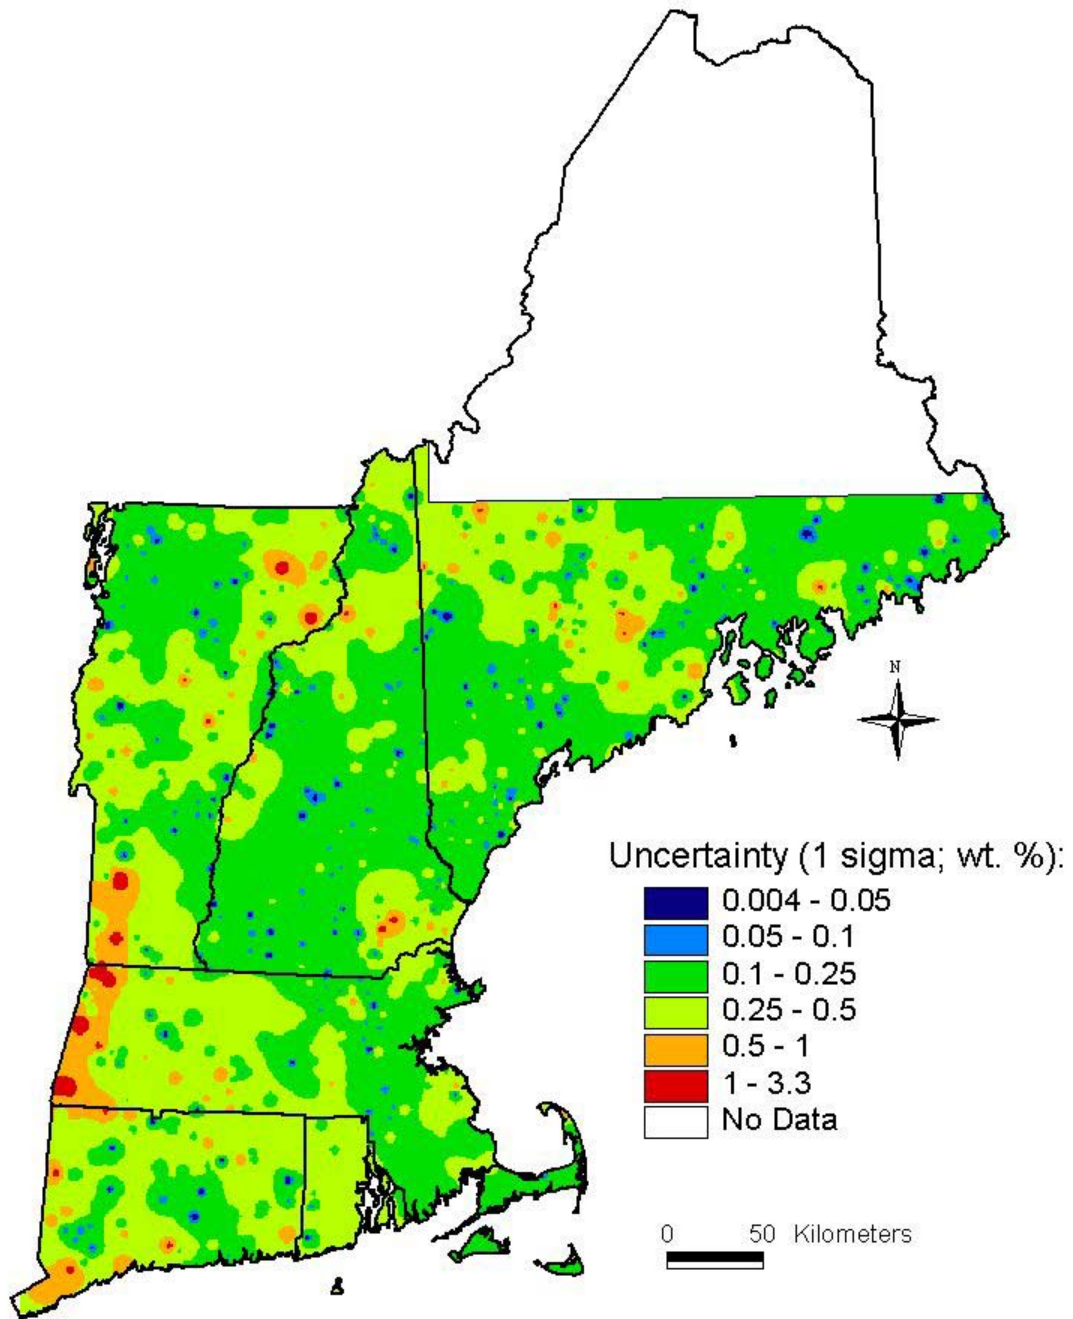 N
Uncertainty (1 sigma; wt. %):
0.004 - 0.05
0.05 - 0.1
0.1 - 0.25
0.25 - 0.5
0.5 - 1
1 - 3.3
No Data
0 50 Kilometers